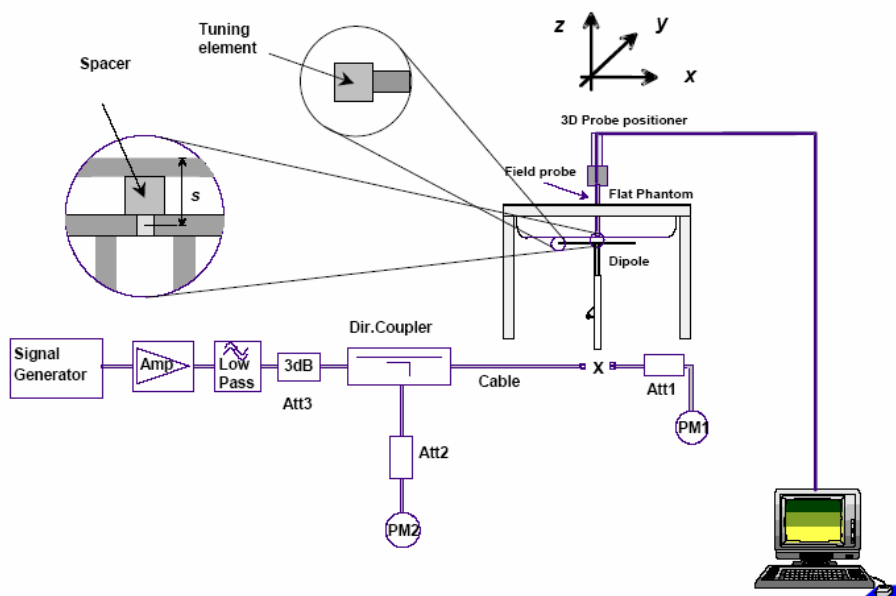 Tuning
element
Spacer
s
z
y
x
3D Probe positioner
Field probe
Flat Phantom
Dipole
Dir.Coupler
Signal
Generator
Amp
Low
Pass
3dB
Att3
Cable
X
Att1
PM1
Att2
PM2